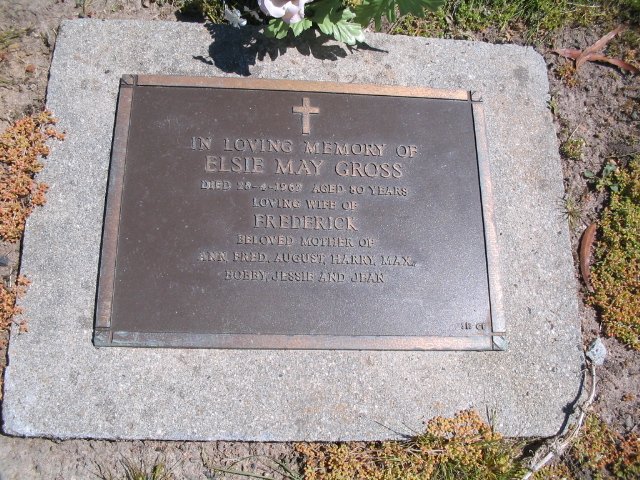 IN LOVING MEMORY OF
ELSIE MAY GROSS
DIED AGED 80 YEARS
LOVING WIFE OF
FREDERICK
BELOVED MOTHER OF
ANN, FRED, AUGUST, HARRY, MAX,
BOBBY, JESSIE AND JEAN